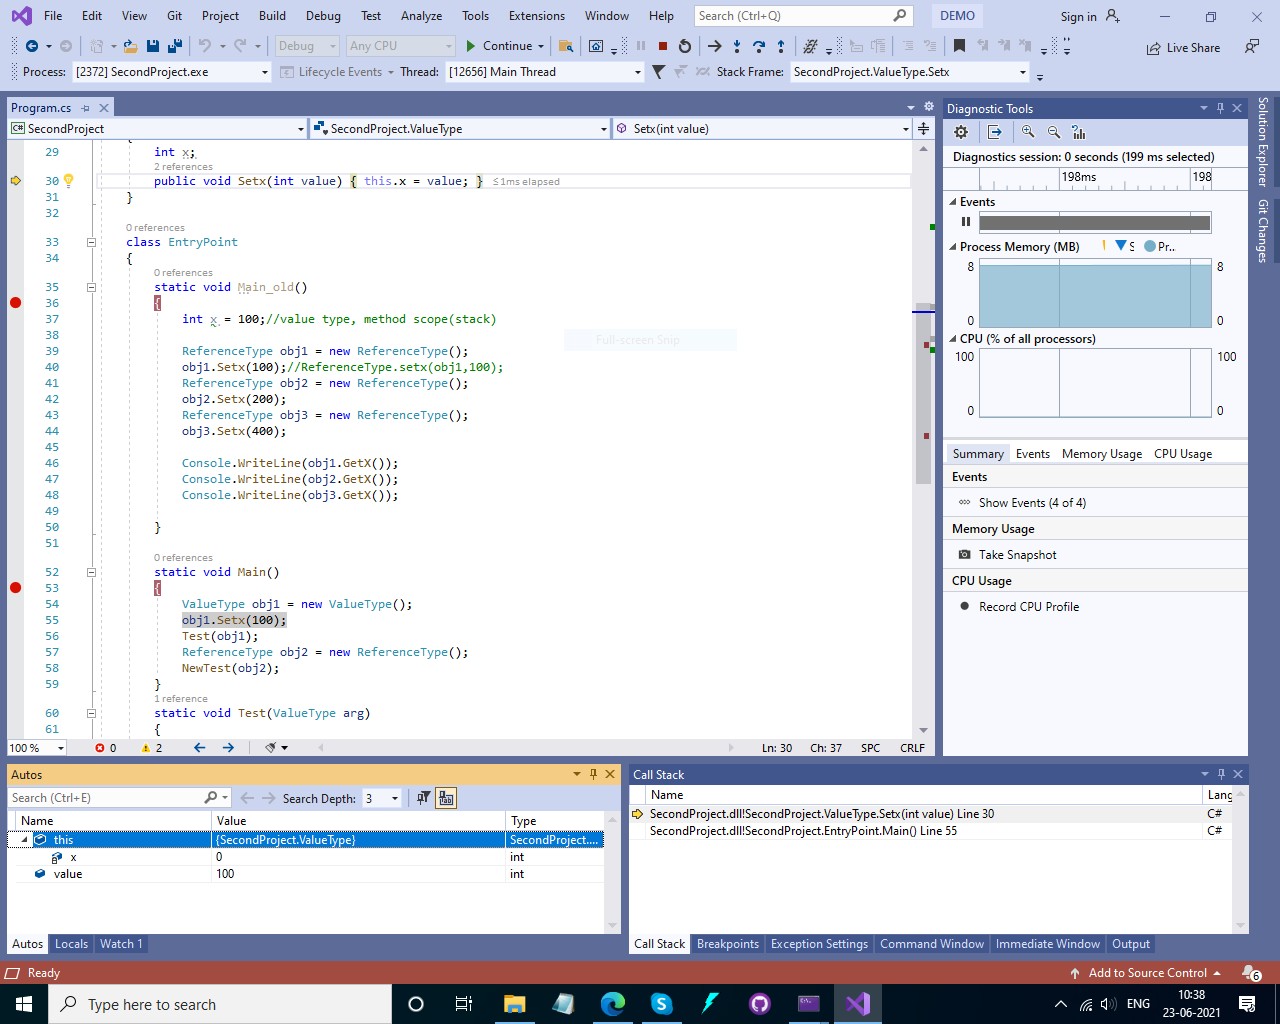 File Edit View Git Project Build Debug Test Analyze Tools Extensions Window Help Search (Ctrl+Q) DEMO Sign in
Debug Any CPU Continue Live Share
Process: [2372] SecondProject.exe Lifecycle Events Thread: [12656] Main Thread Stack Frame: SecondProject.ValueType.Setx
Program.cs
C# SecondProject SecondProject.ValueType Setx(int value)
29 int x;
2 references
30 public void Setx(int value) { this.x = value; } ≤1ms elapsed
31 }
32
0 references
33 class EntryPoint
34 {
0 references
35 static void Main_old()
36 {
37 int x = 100;//value type, method scope(stack)
38
39 ReferenceType obj1 = new ReferenceType();
40 obj1.Setx(100);//ReferenceType.setx(obj1,100);
41 ReferenceType obj2 = new ReferenceType();
42 obj2.Setx(200);
43 ReferenceType obj3 = new ReferenceType();
44 obj3.Setx(400);
45
46 Console.WriteLine(obj1.GetX());
47 Console.WriteLine(obj2.GetX());
48 Console.WriteLine(obj3.GetX());
49
50 }
51
0 references
52 static void Main()
53 {
54 ValueType obj1 = new ValueType();
55 obj1.Setx(100);
56 Test(obj1);
57 ReferenceType obj2 = new ReferenceType();
58 NewTest(obj2);
59 }
1 reference
60 static void Test(ValueType arg)
61 {
Full-screen Snip
100 % 0 2 Ln: 30 Ch: 37 SPC CRLF
Diagnostic Tools
Diagnostics session: 0 seconds (199 ms selected)
198ms 198
Events
Process Memory (MB) S Pr..
8 8
0 0
CPU (% of all processors)
100 100
0 0
Summary Events Memory Usage CPU Usage
Events
Show Events (4 of 4)
Memory Usage
Take Snapshot
CPU Usage
Record CPU Profile
Solution Explorer
Git Changes
Autos
Search (Ctrl+E) Search Depth: 3
Name Value Type
this {SecondProject.ValueType} SecondProject....
x 0 int
value 100 int
Autos Locals Watch 1
Call Stack
Name Lang
SecondProject.dll!SecondProject.ValueType.Setx(int value) Line 30 C#
SecondProject.dll!SecondProject.EntryPoint.Main() Line 55 C#
Call Stack Breakpoints Exception Settings Command Window Immediate Window Output
Ready Add to Source Control 6
Type here to search ENG 10:38
23-06-2021